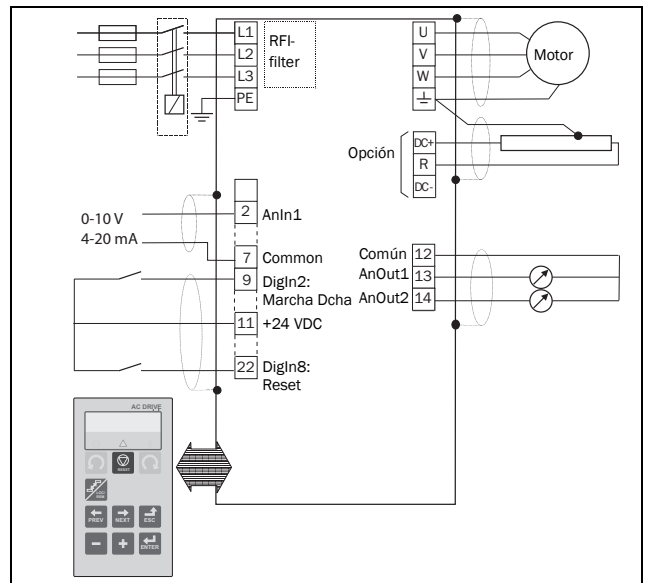 L1
L2
L3
PE
RFI-
filter
U
V
W
Motor
Opción
DC+
R
DC-
0-10 V
4-20 mA
2 AnIn1
7 Common
9 DigIn2:
Marcha Dcha
11 +24 VDC
22 DigIn8:
Reset
Común 12
AnOut1 13
AnOut2 14
AC DRIVE
RESET
LOC/
REM
PREV
NEXT
ESC
ENTER